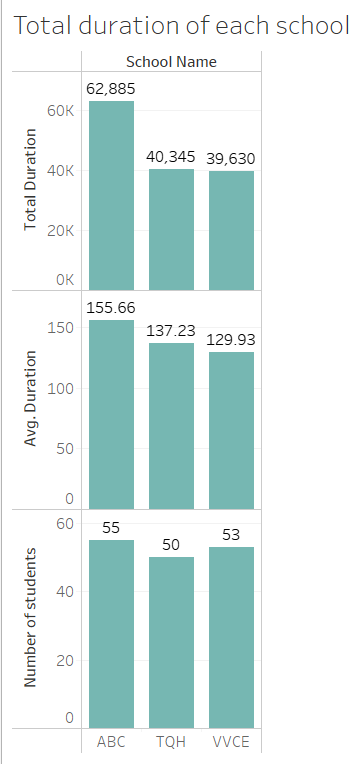 Total duration of each school
School Name
Total Duration
60K
40K
20K
0K
62,885
40,345
39,630
Avg. Duration
150
100
50
0
155.66
137.23
129.93
Number of students
60
40
20
0
55
50
53
ABC
TQH
VVCE